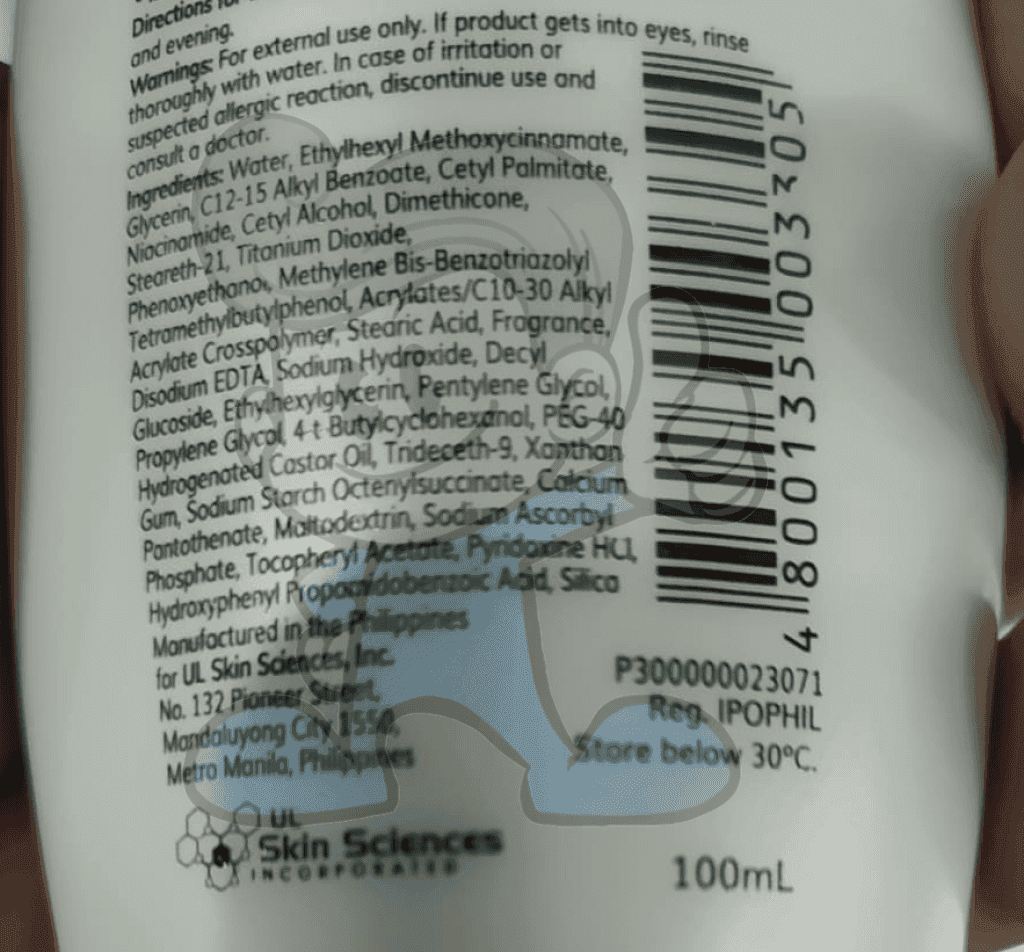 Directions for
and evening.
Warnings: For external use only. If product gets into eyes, rinse
thoroughly with water. In case of irritation or
suspected allergic reaction, discontinue use and
consult a doctor.
Ingredients: Water, Ethylhexyl Methoxycinnamate,
Glycerin, C12-15 Alkyl Benzoate, Cetyl Palmitate,
Niacinamide, Cetyl Alcohol, Dimethicone,
Steareth-21, Titanium Dioxide,
Phenoxyethanol, Methylene Bis-Benzotriazolyl
Tetramethylbutylphenol, Acrylates/C10-30 Alkyl
Acrylate Crosspolymer, Stearic Acid, Fragrance,
Disodium EDTA, Sodium Hydroxide, Decyl
Glucoside, Ethylhexylglycerin, Pentylene Glycol,
Propylene Glycol, 4-t-Butylcyclohexanol, PEG-40
Hydrogenated Castor Oil, Trideceth-9, Xanthan
Gum, Sodium Starch Octenylsuccinate, Calcium
Pantothenate, Maltodextrin, Sodium Ascorbyl
Phosphate, Tocopheryl Acetate, Pyridoxine HCl,
Hydroxyphenyl Propamidobenzoic Acid, Silica
Manufactured in the Philippines
for UL Skin Sciences, Inc.
No. 132 Pioneer Street,
Mandaluyong City 1550,
Metro Manila, Philippines
UL
Skin Sciences
INCORPORATED
4 800135 003305
P300000023071
Reg. IPOPHIL
Store below 30°C.
100mL